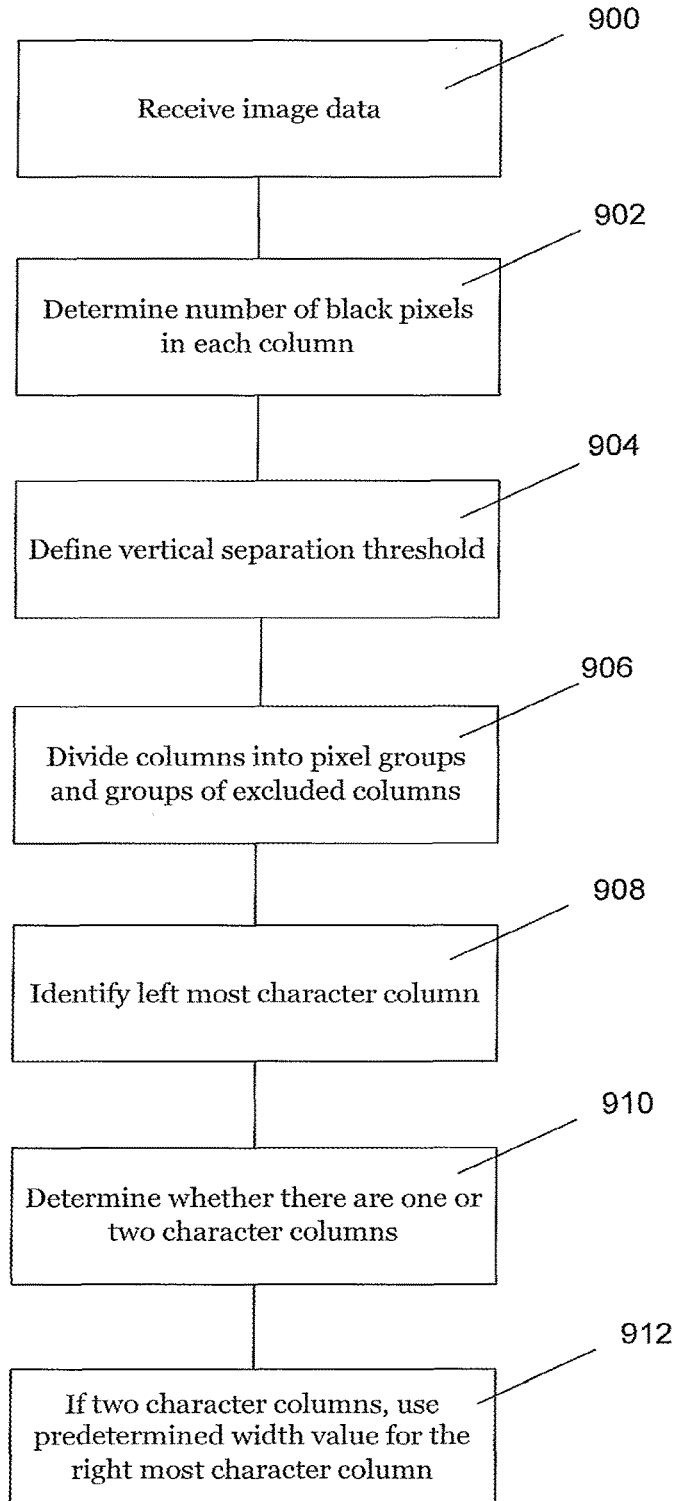 900
Receive image data
902
Determine number of black pixels
in each column
904
Define vertical separation threshold
906
Divide columns into pixel groups
and groups of excluded columns
908
Identify left most character column
910
Determine whether there are one or
two character columns
912
If two character columns, use
predetermined width value for the
right most character column